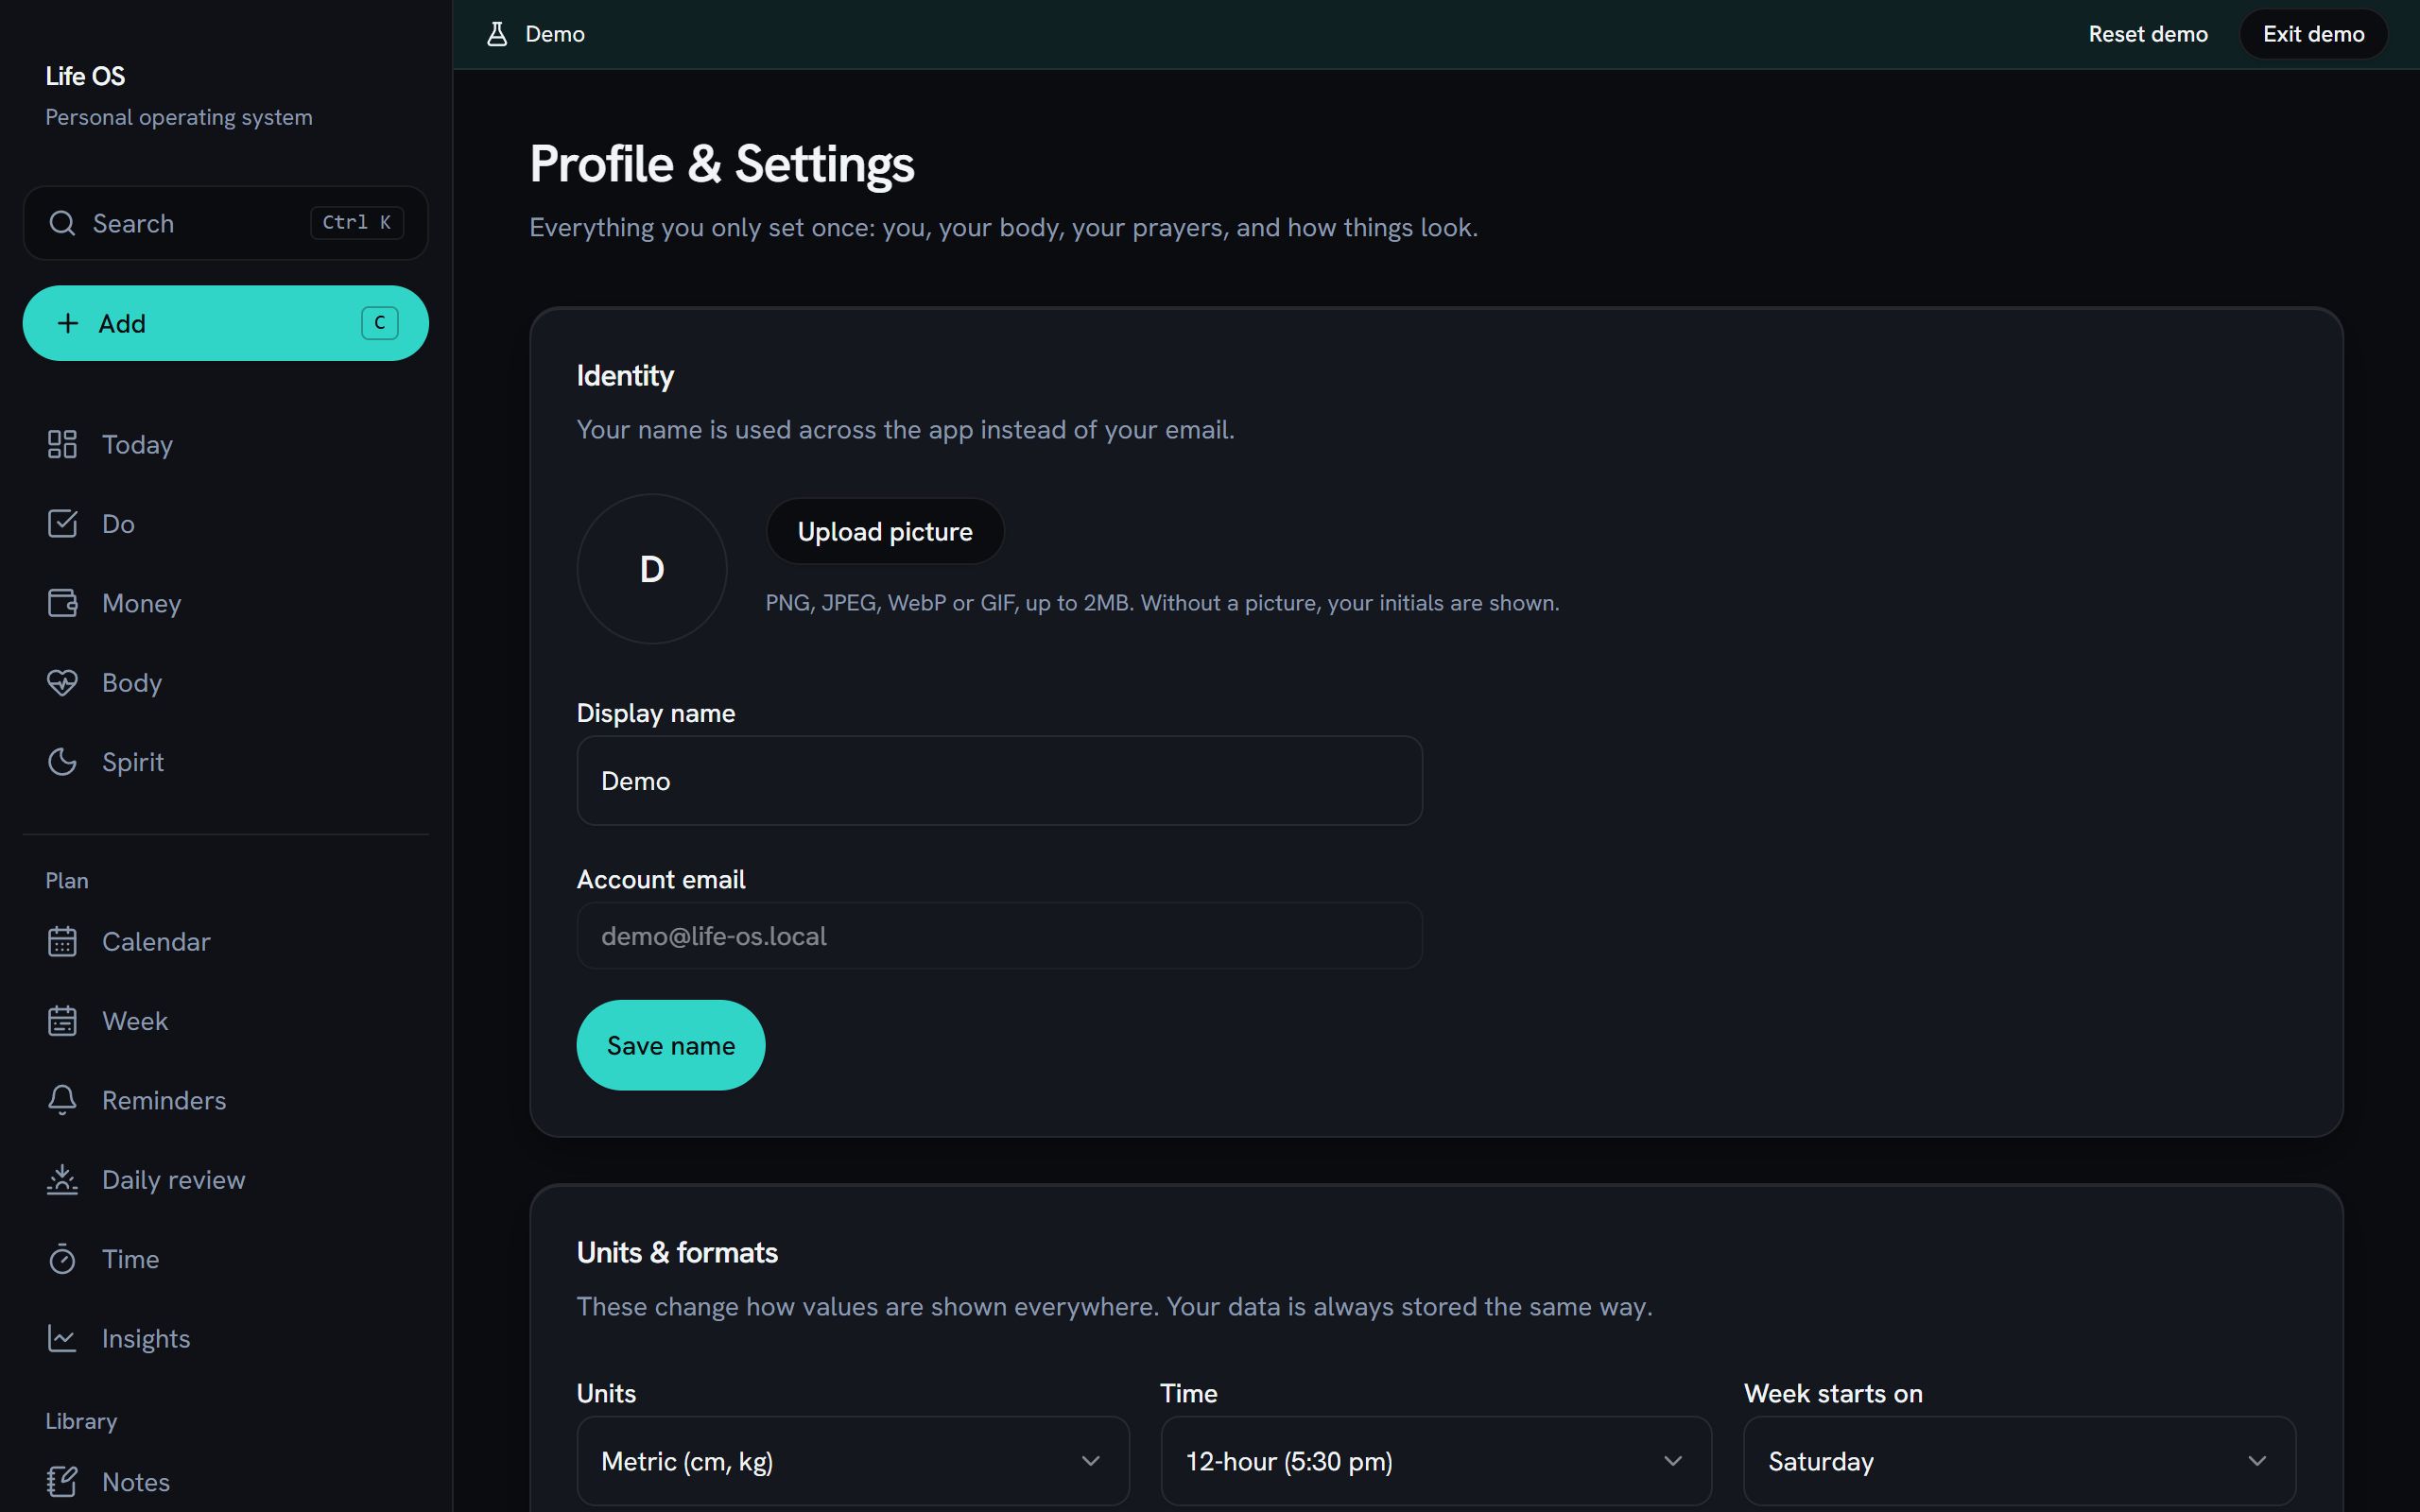 Life OS
Personal operating system
Search Ctrl K
Add C
Today
Do
Money
Body
Spirit
Plan
Calendar
Week
Reminders
Daily review
Time
Insights
Library
Notes
Demo
Reset demo
Exit demo
Profile & Settings
Everything you only set once: you, your body, your prayers, and how things look.
Identity
Your name is used across the app instead of your email.
D
Upload picture
PNG, JPEG, WebP or GIF, up to 2MB. Without a picture, your initials are shown.
Display name
Demo
Account email
demo@life-os.local
Save name
Units & formats
These change how values are shown everywhere. Your data is always stored the same way.
Units
Metric (cm, kg)
Time
12-hour (5:30 pm)
Week starts on
Saturday